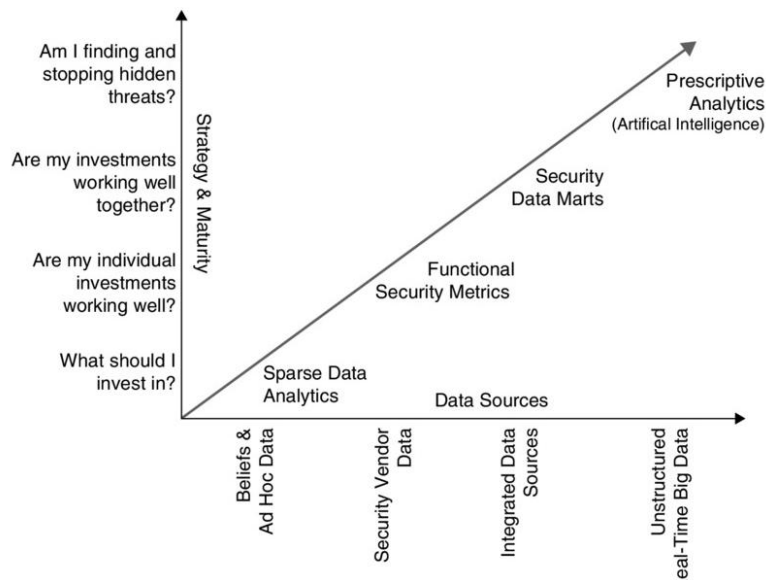 Am I finding and
stopping hidden
threats?
Are my investments
working well
together?
Are my individual
investments
working well?
What should I
invest in?
Strategy & Maturity
Prescriptive
Analytics
(Artifical Intelligence)
Security
Data Marts
Functional
Security Metrics
Sparse Data
Analytics
Data Sources
Beliefs &
Ad Hoc Data
Security Vendor
Data
Integrated Data
Sources
Unstructured
eal-Time Big Data